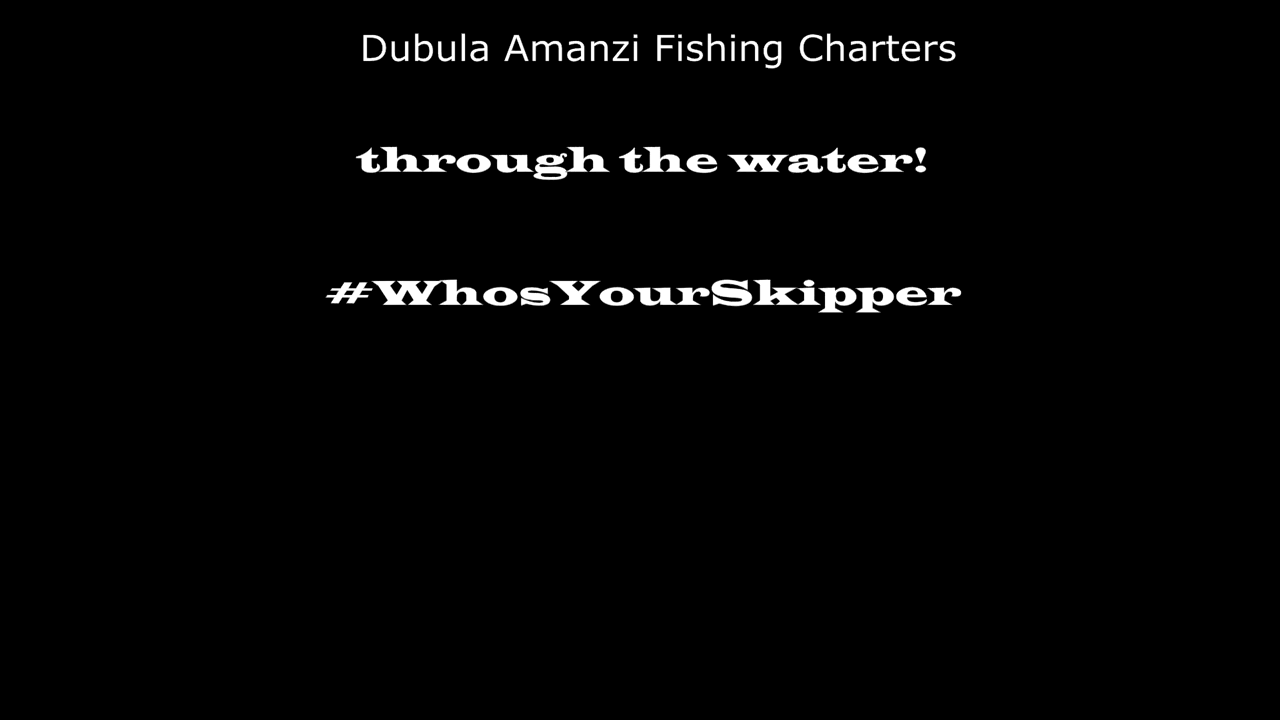 Dubula Amanzi Fishing Charters
through the water!
#WhosYourSkipper